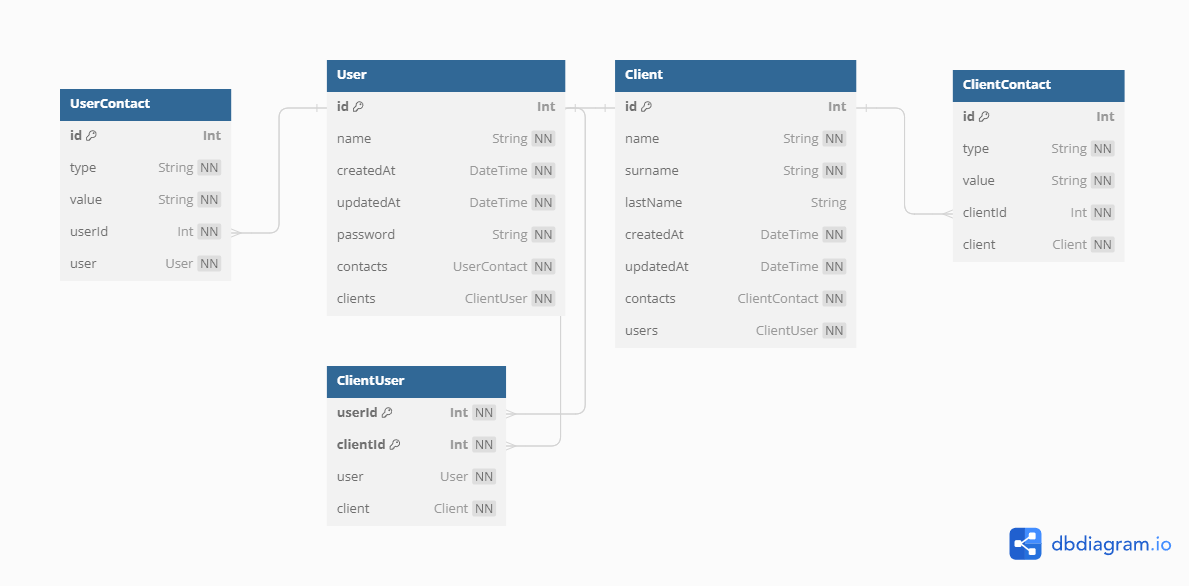 UserContact
id Int
type String NN
value String NN
userId Int NN
user User NN
User
id Int
name String NN
createdAt DateTime NN
updatedAt DateTime NN
password String NN
contacts UserContact NN
clients ClientUser NN
Client
id Int
name String NN
surname String NN
lastName String
createdAt DateTime NN
updatedAt DateTime NN
contacts ClientContact NN
users ClientUser NN
ClientContact
id Int
type String NN
value String NN
clientId Int NN
client Client NN
ClientUser
userId Int NN
clientId Int NN
user User NN
client Client NN
dbdiagram.io